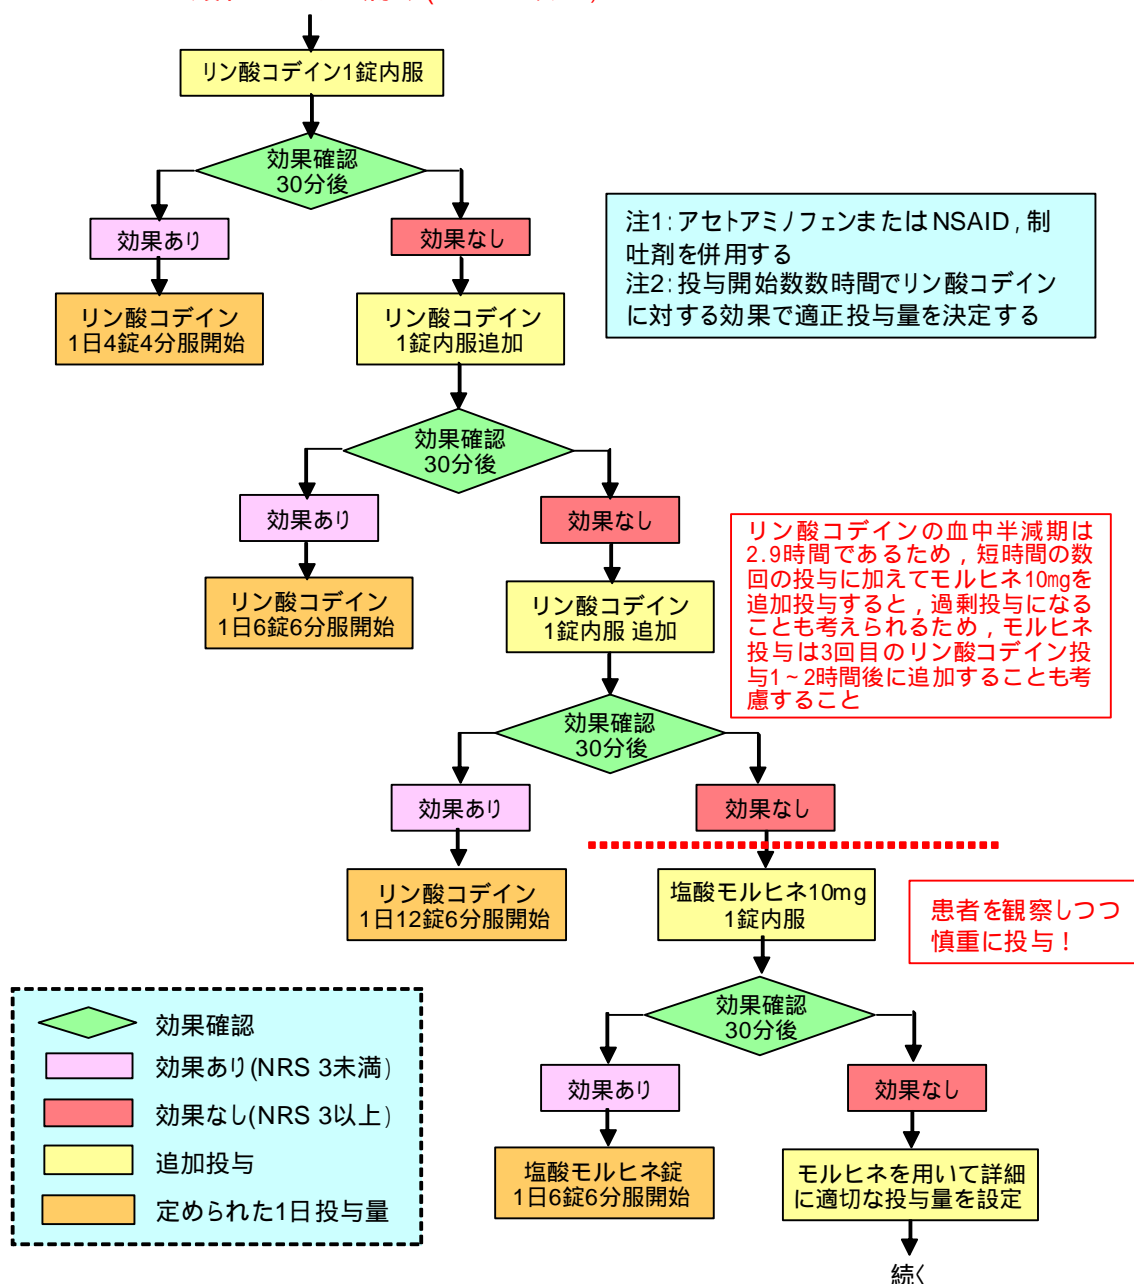 リン酸コデイン1錠内服
効果確認
30分後
効果あり
効果なし
注1:アセトアミノフェンまたはNSAID,制
吐剤を併用する
注2:投与開始数数時間でリン酸コデイン
に対する効果で適正投与量を決定する
リン酸コデイン
1日4錠4分服開始
リン酸コデイン
1錠内服追加
効果確認
30分後
効果あり
効果なし
リン酸コデインの血中半減期は
2.9時間であるため,短時間の数
回の投与に加えてモルヒネ10mgを
追加投与すると,過剰投与になる
ことも考えられるため,モルヒネ
投与は3回目のリン酸コデイン投
与1~2時間後に追加することも考
慮すること
リン酸コデイン
1日6錠6分服開始
リン酸コデイン
1錠内服 追加
効果確認
30分後
効果あり
効果なし
リン酸コデイン
1日12錠6分服開始
塩酸モルヒネ10mg
1錠内服
患者を観察しつつ
慎重に投与!
効果確認
30分後
効果あり
効果なし
塩酸モルヒネ錠
1日6錠6分服開始
モルヒネを用いて詳細
に適切な投与量を設定
続く
効果確認
効果あり(NRS 3未満)
効果なし(NRS 3以上)
追加投与
定められた1日投与量